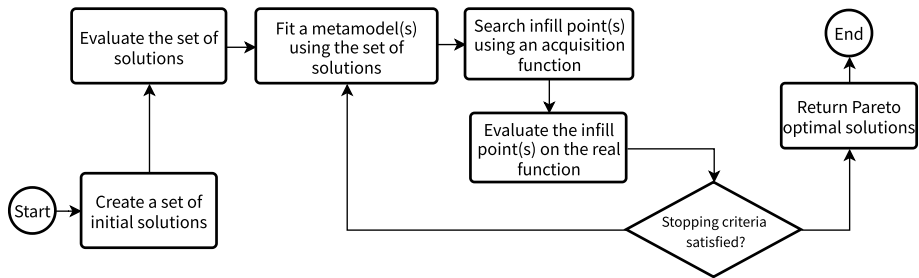 Start
Create a set of
initial solutions
Evaluate the set of
solutions
Fit a metamodel(s)
using the set of
solutions
Search infill point(s)
using an acquisition
function
Evaluate the infill
point(s) on the real
function
Stopping criteria
satisfied?
Return Pareto
optimal solutions
End